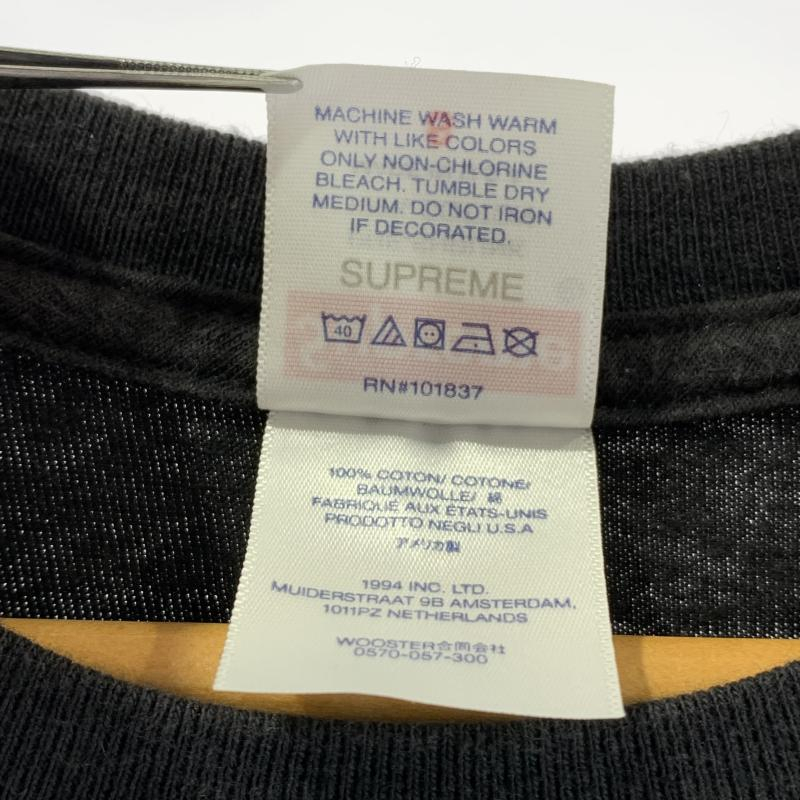 MACHINE WASH WARM
WITH LIKE COLORS
ONLY NON-CHLORINE
BLEACH. TUMBLE DRY
MEDIUM. DO NOT IRON
IF DECORATED.
SUPREME
40
RN#101837
100% COTON/ COTONE/
BAUMWOLLE/ 綿
FABRIQUÉ AUX ÉTATS-UNIS
PRODOTTO NEGLI U.S.A
アメリカ製
1994 INC. LTD.
MUIDERSTRAAT 9B AMSTERDAM,
1011PZ NETHERLANDS
WOOSTER合同会社
0570-057-300